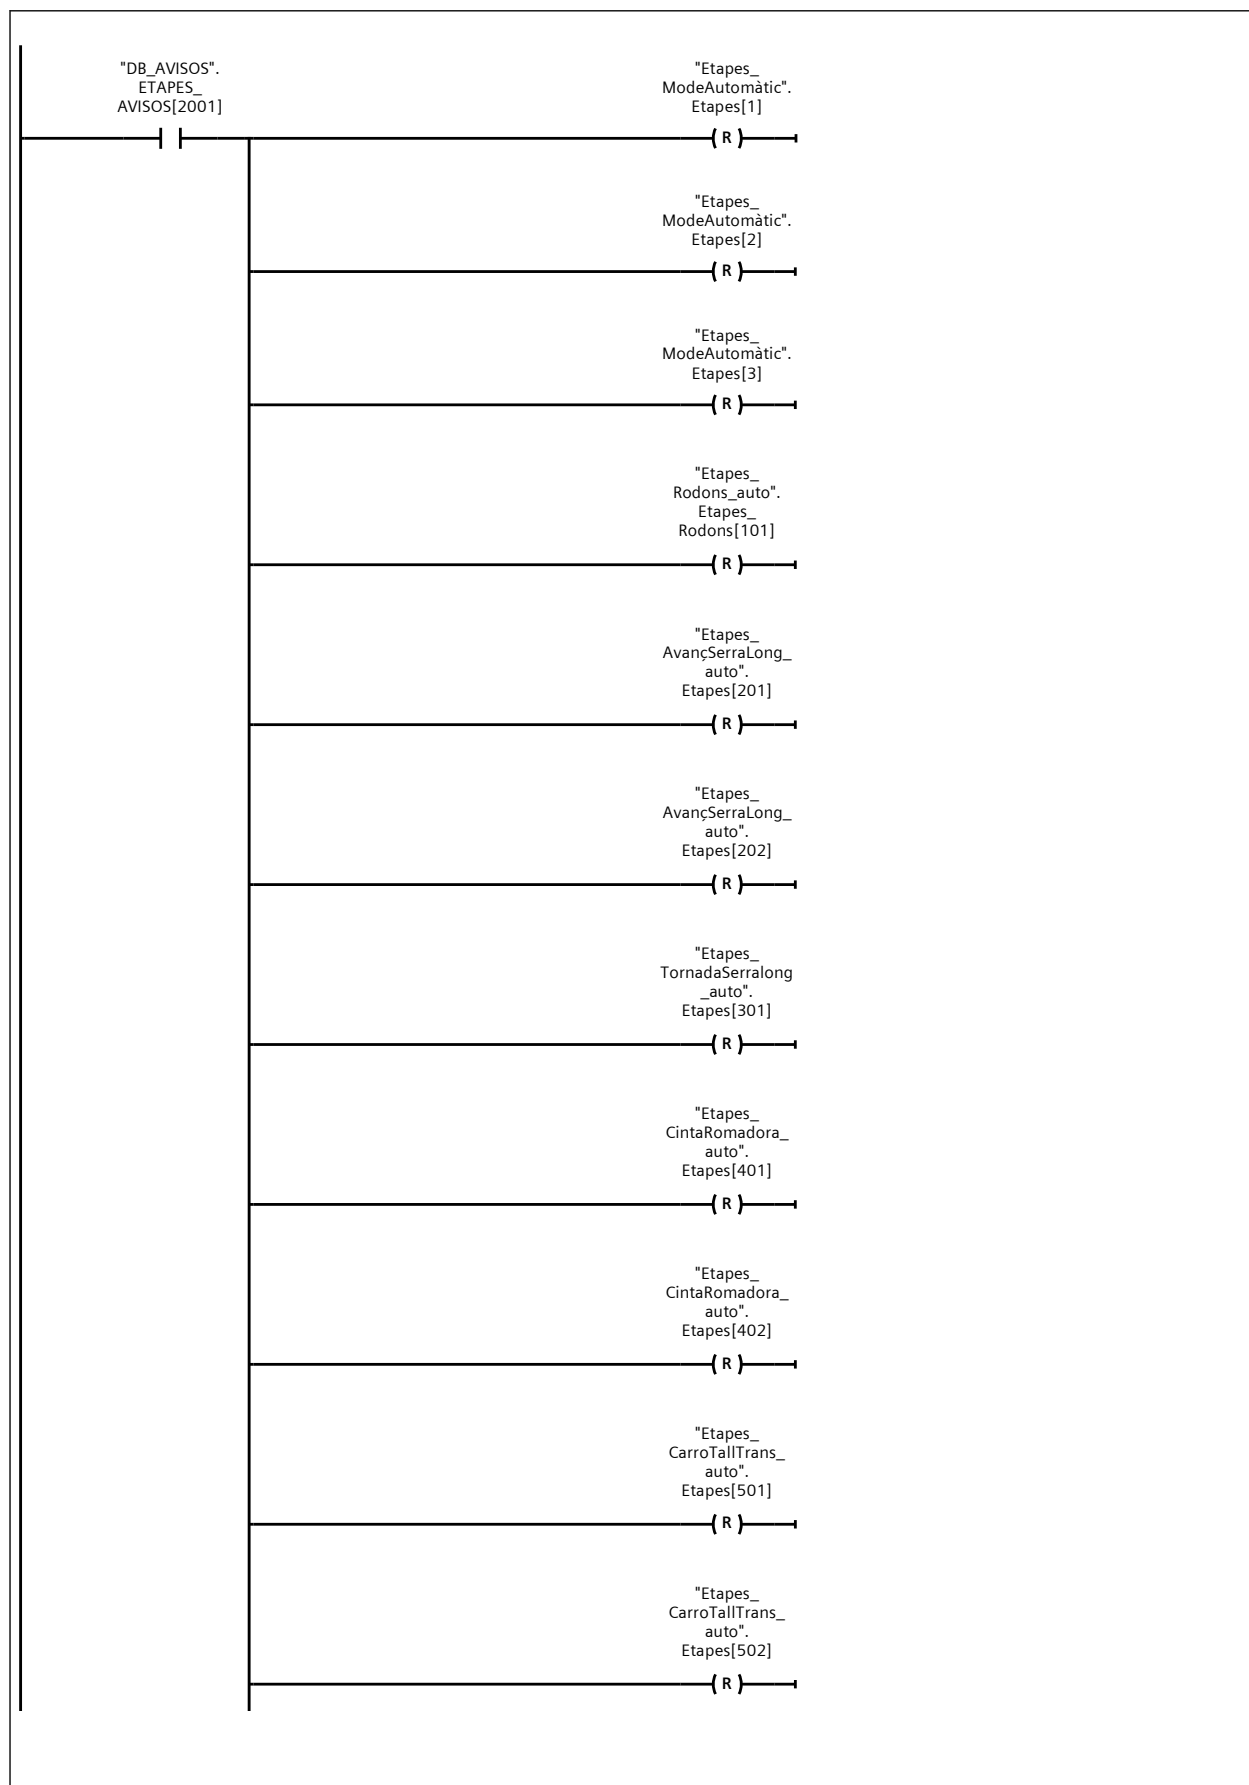 "DB_AVISOS".
ETAPES_
AVISOS[2001]
"Etapes_
ModeAutomàtic".
Etapes[1]
( R )
"Etapes_
ModeAutomàtic".
Etapes[2]
( R )
"Etapes_
ModeAutomàtic".
Etapes[3]
( R )
"Etapes_
Rodons_auto".
Etapes_
Rodons[101]
( R )
"Etapes_
AvançSerraLong_
auto".
Etapes[201]
( R )
"Etapes_
AvançSerraLong_
auto".
Etapes[202]
( R )
"Etapes_
TornadaSerralong
_auto".
Etapes[301]
( R )
"Etapes_
CintaRomadora_
auto".
Etapes[401]
( R )
"Etapes_
CintaRomadora_
auto".
Etapes[402]
( R )
"Etapes_
CarroTallTrans_
auto".
Etapes[501]
( R )
"Etapes_
CarroTallTrans_
auto".
Etapes[502]
( R )